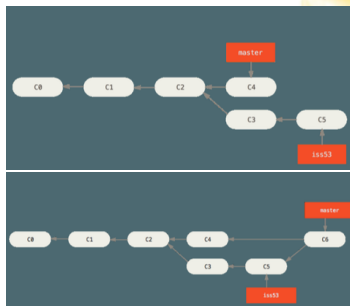 master
C0 C1 C2 C4
C3 C5
iss53
master
C0 C1 C2 C4 C6
C3 C5
iss53